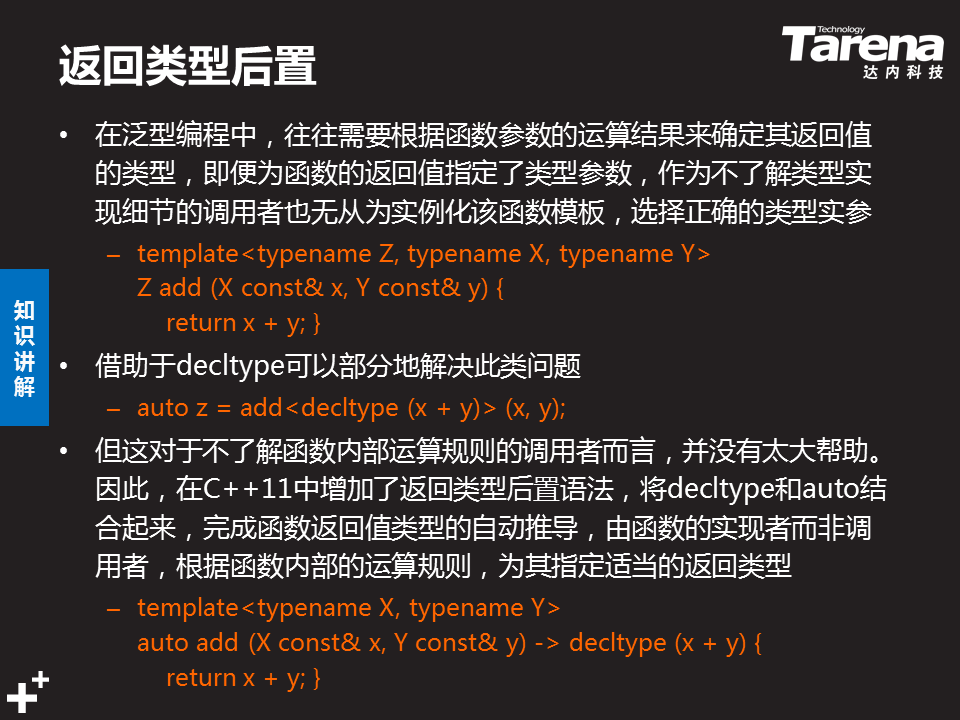 返回类型后置
Technology
Tarena
达内科技
• 在泛型编程中，往往需要根据函数参数的运算结果来确定其返回值
的类型，即便为函数的返回值指定了类型参数，作为不了解类型实
现细节的调用者也无从为实例化该函数模板，选择正确的类型实参
– template<typename Z, typename X, typename Y>
Z add (X const& x, Y const& y) {
return x + y; }
• 借助于decltype可以部分地解决此类问题
– auto z = add<decltype (x + y)> (x, y);
• 但这对于不了解函数内部运算规则的调用者而言，并没有太大帮助。
因此，在C++11中增加了返回类型后置语法，将decltype和auto结
合起来，完成函数返回值类型的自动推导，由函数的实现者而非调
用者，根据函数内部的运算规则，为其指定适当的返回类型
– template<typename X, typename Y>
auto add (X const& x, Y const& y) -> decltype (x + y) {
return x + y; }
知
识
讲
解